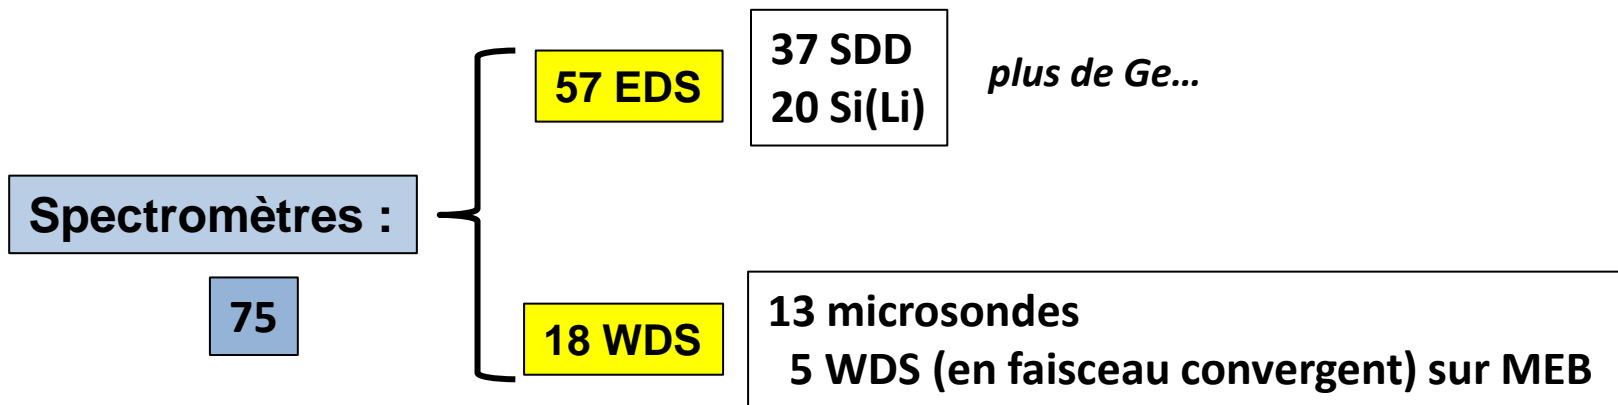 Spectromètres :
75
57 EDS
37 SDD
20 Si(Li)
plus de Ge...
18 WDS
13 microsondes
5 WDS (en faisceau convergent) sur MEB